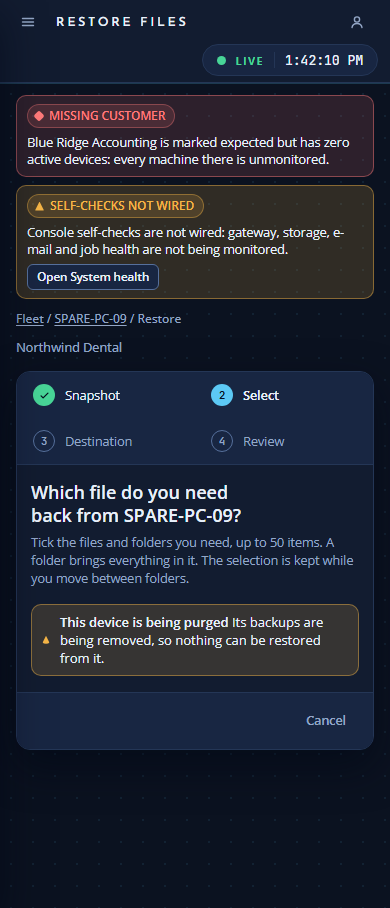 RESTORE FILES
LIVE 1:42:10 PM
MISSING CUSTOMER
Blue Ridge Accounting is marked expected but has zero
active devices: every machine there is unmonitored.
SELF-CHECKS NOT WIRED
Console self-checks are not wired: gateway, storage, e-
mail and job health are not being monitored.
Open System health
Fleet / SPARE-PC-09 / Restore
Northwind Dental
Snapshot
2 Select
3 Destination
4 Review
Which file do you need
back from SPARE-PC-09?
Tick the files and folders you need, up to 50 items. A
folder brings everything in it. The selection is kept while
you move between folders.
This device is being purged Its backups are
being removed, so nothing can be restored
from it.
Cancel